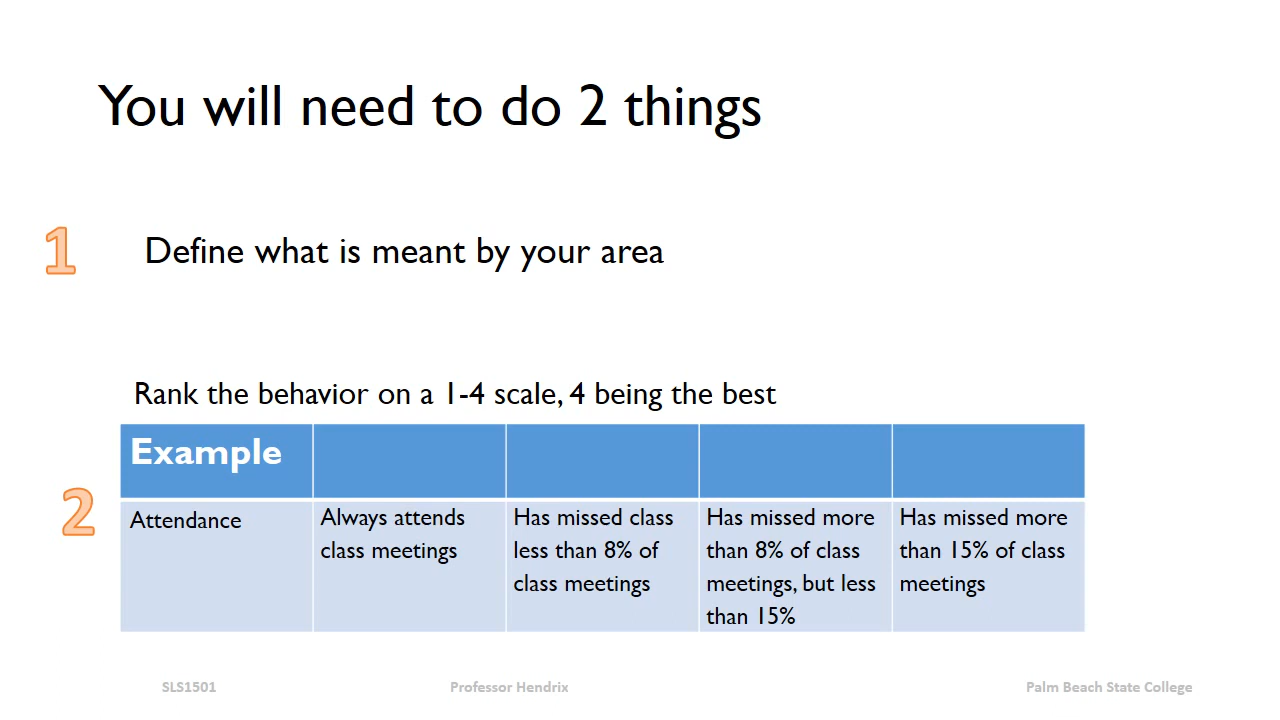 You will need to do 2 things
1
Define what is meant by your area
Rank the behavior on a 1-4 scale, 4 being the best
2
Example
Attendance
Always attends
class meetings
Has missed class
less than 8% of
class meetings
Has missed more
than 8% of class
meetings, but less
than 15%
Has missed more
than 15% of class
meetings
SLS1501
Professor Hendrix
Palm Beach State College